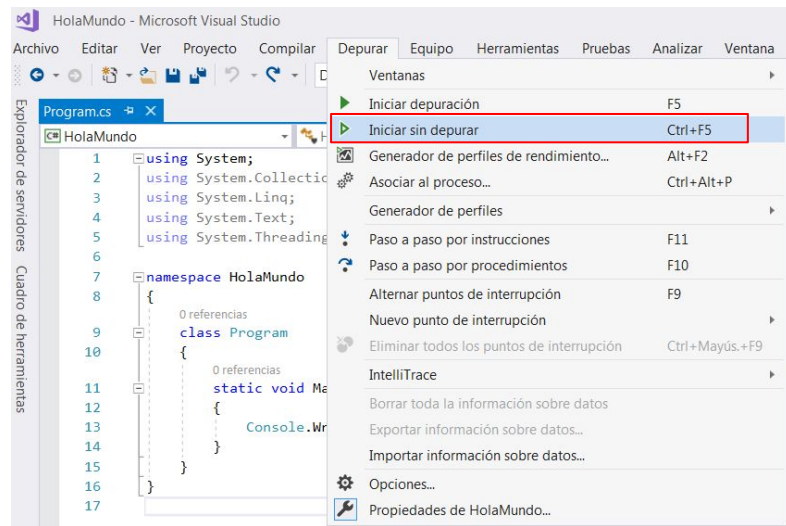 HolaMundo - Microsoft Visual Studio
Archivo Editar Ver Proyecto Compilar Depurar Equipo Herramientas Pruebas Analizar Ventana
D
Explorador de servidores
Cuadro de herramientas
Program.cs
C# HolaMundo H
1 using System;
2 using System.Collectio
3 using System.Linq;
4 using System.Text;
5 using System.Threading
6
7 namespace HolaMundo
8 {
0 referencias
9 class Program
10 {
0 referencias
11 static void Ma
12 {
13 Console.Wr
14 }
15 }
16 }
17
Ventanas
Iniciar depuración F5
Iniciar sin depurar Ctrl+F5
Generador de perfiles de rendimiento... Alt+F2
Asociar al proceso... Ctrl+Alt+P
Generador de perfiles
Paso a paso por instrucciones F11
Paso a paso por procedimientos F10
Alternar puntos de interrupción F9
Nuevo punto de interrupción
Eliminar todos los puntos de interrupción Ctrl+Mayús.+F9
IntelliTrace
Borrar toda la información sobre datos
Exportar información sobre datos...
Importar información sobre datos...
Opciones...
Propiedades de HolaMundo...